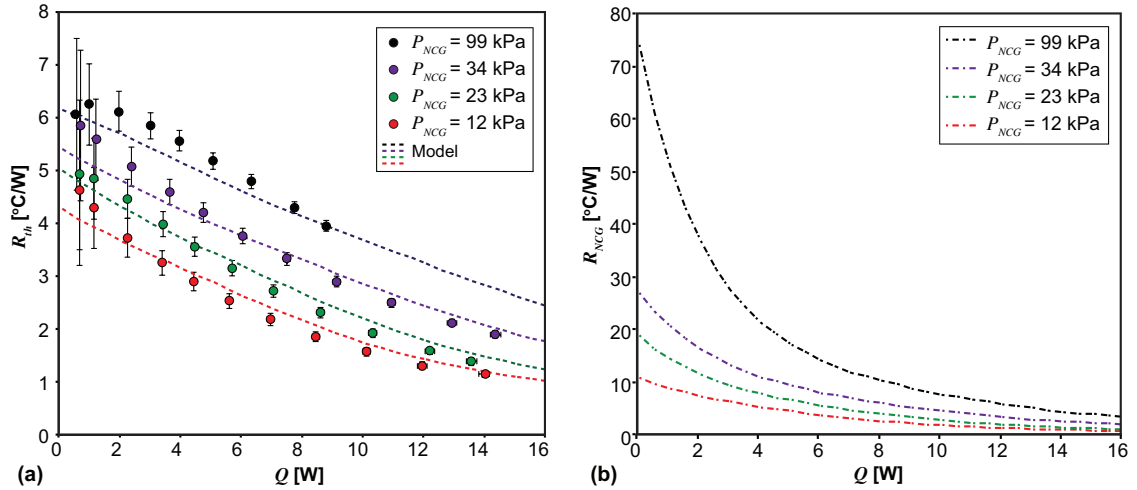 8
7
6
5
4
3
2
1
0
R_th [°C/W]
P_NCG = 99 kPa
P_NCG = 34 kPa
P_NCG = 23 kPa
P_NCG = 12 kPa
Model
0 2 4 6 8 10 12 14 16
(a)
Q [W]
80
70
60
50
40
30
20
10
0
R_NCG [°C/W]
P_NCG = 99 kPa
P_NCG = 34 kPa
P_NCG = 23 kPa
P_NCG = 12 kPa
0 2 4 6 8 10 12 14 16
(b)
Q [W]